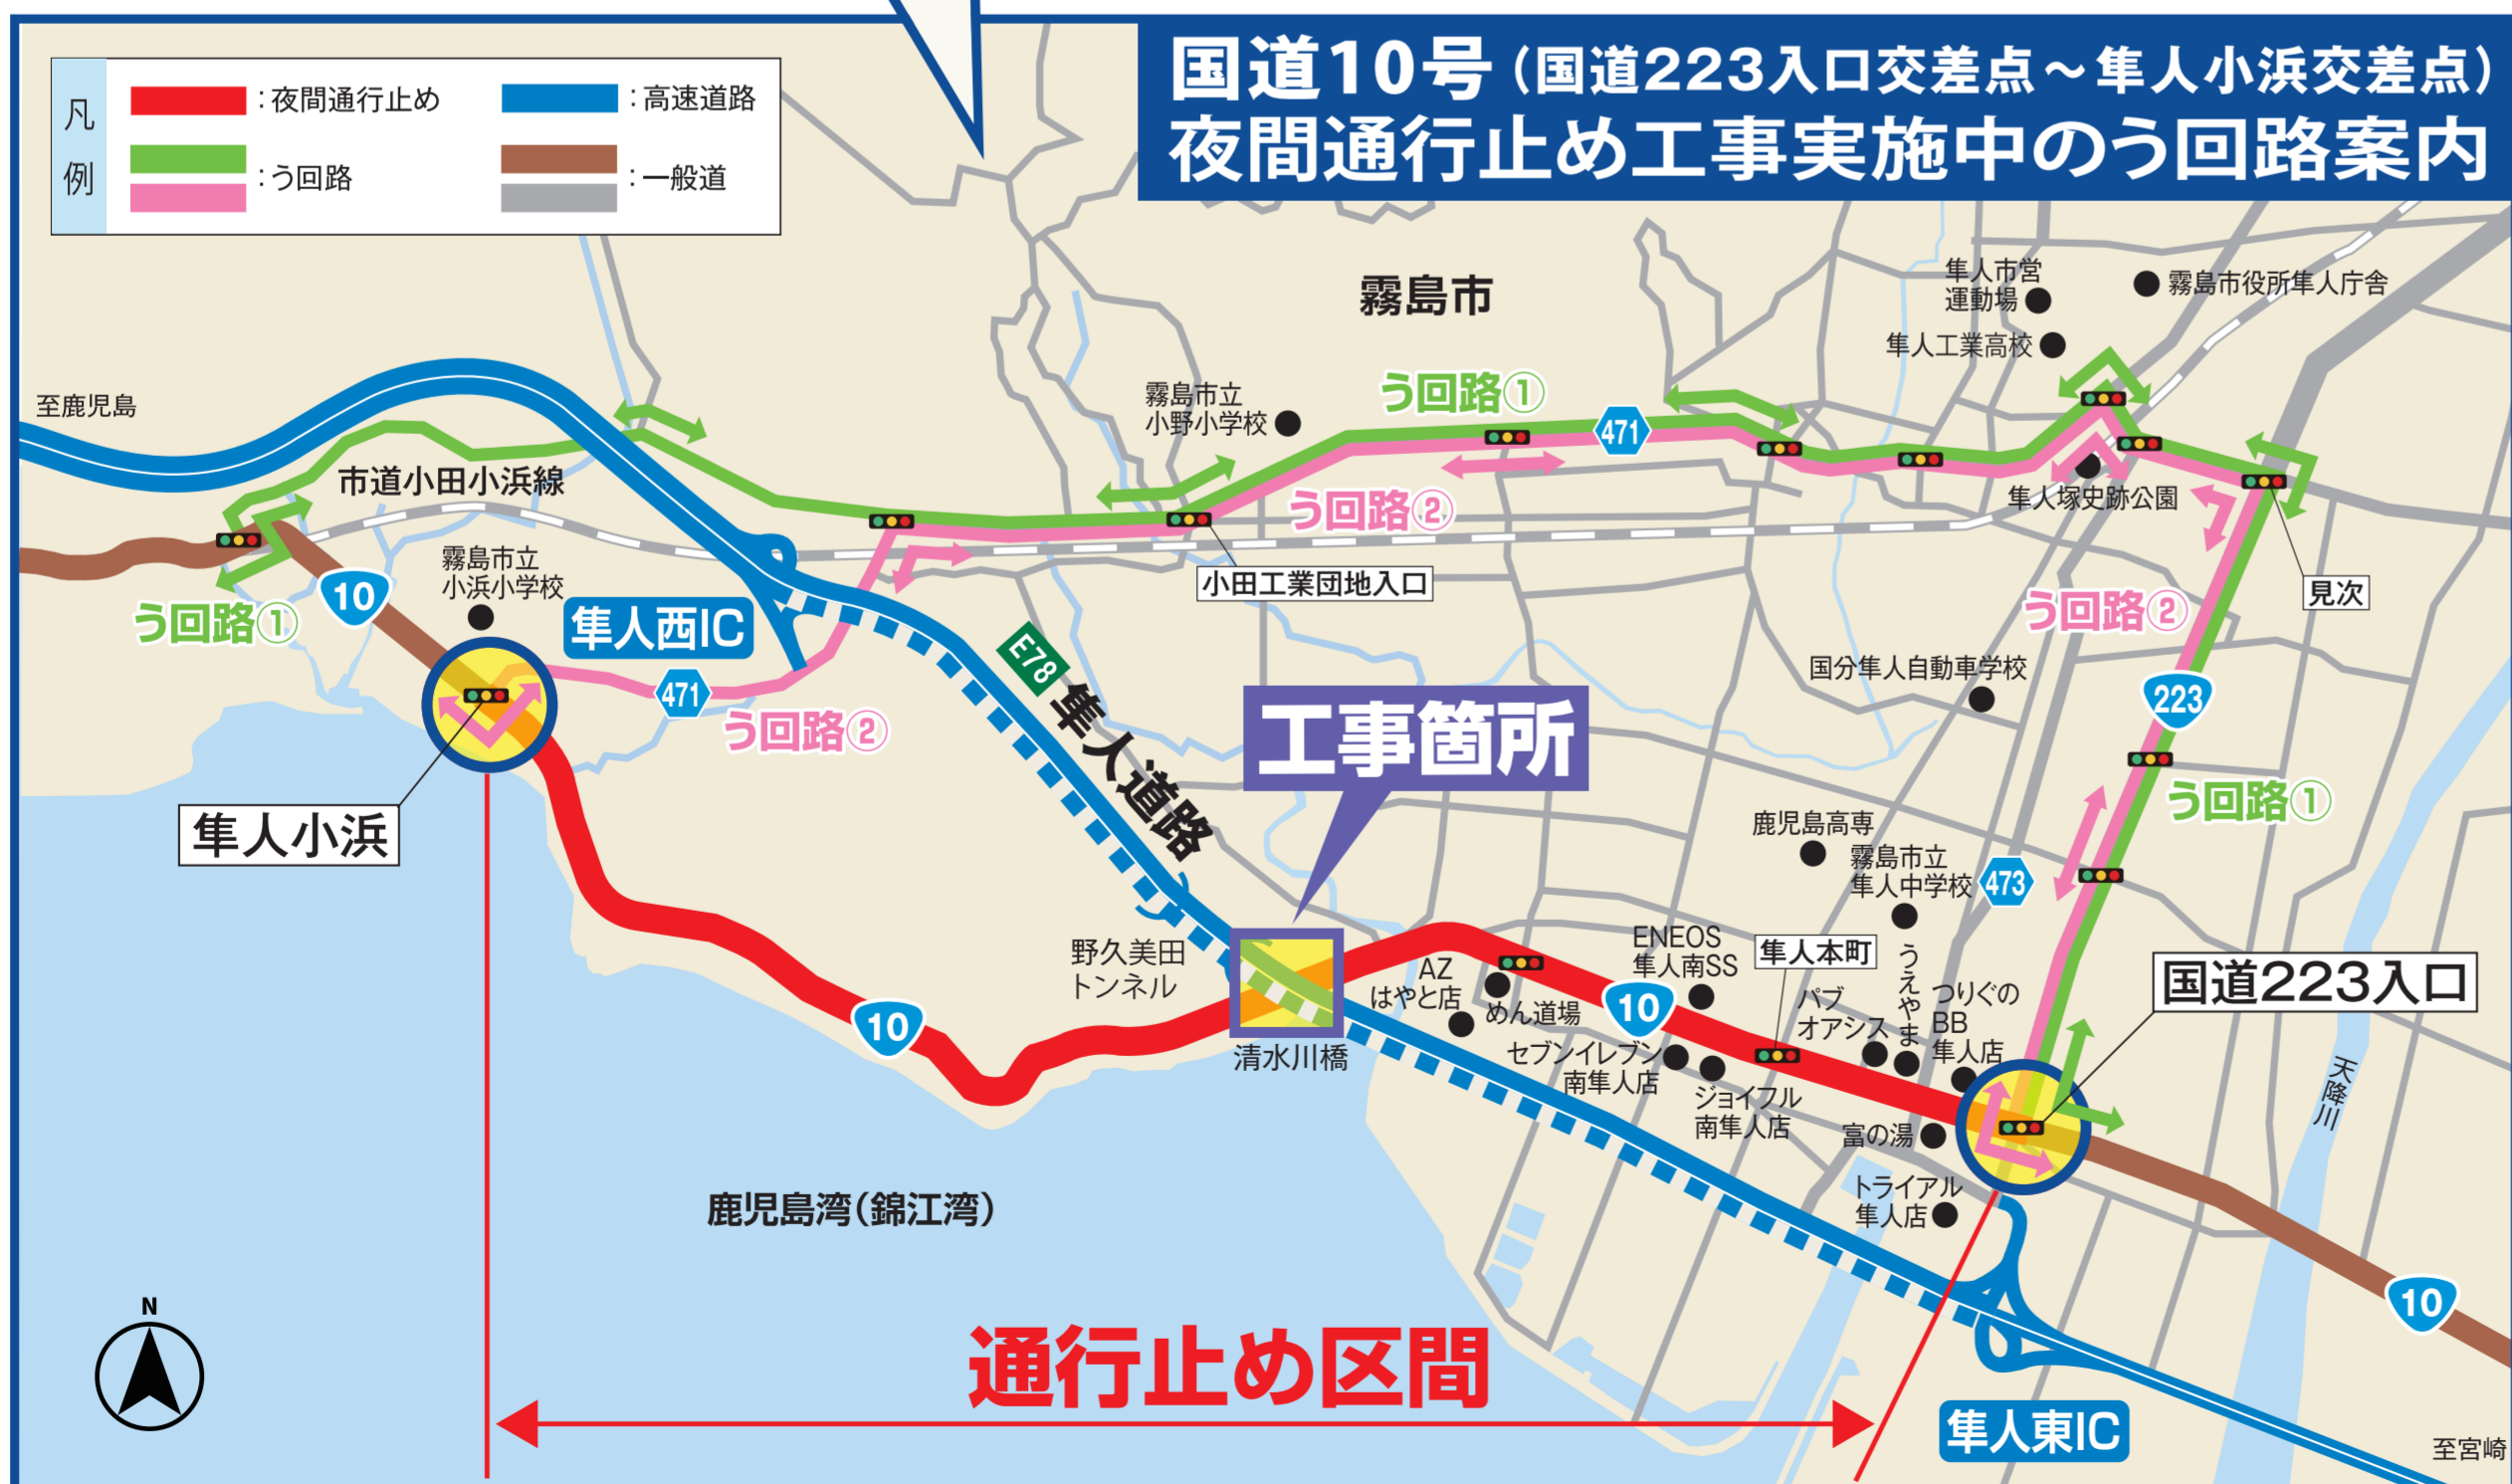 国道10号（国道223入口交差点～隼人小浜交差点）
夜間通行止め工事実施中のう回路案内
凡例
：夜間通行止め
：高速道路
：う回路
：一般道
霧島市
隼人市営
運動場
霧島市役所隼人庁舎
隼人工業高校
至鹿児島
霧島市立
小野小学校
う回路①
471
市道小田小浜線
う回路②
隼人塚史跡公園
霧島市立
小浜小学校
10
う回路①
隼人西IC
小田工業団地入口
見次
う回路②
E78
隼人道路
471
う回路②
国分隼人自動車学校
223
工事箇所
う回路①
隼人小浜
鹿児島高専
霧島市立
隼人中学校
473
野久美田
トンネル
ENEOS
隼人南SS
隼人本町
うえやま
国道223入口
AZ
はやと店
めん道場
10
パブ
オアシス
つりぐの
BB
隼人店
10
清水川橋
セブンイレブン
南隼人店
ジョイフル
南隼人店
天降川
富の湯
トライアル
隼人店
鹿児島湾（錦江湾）
N
10
通行止め区間
隼人東IC
至宮崎